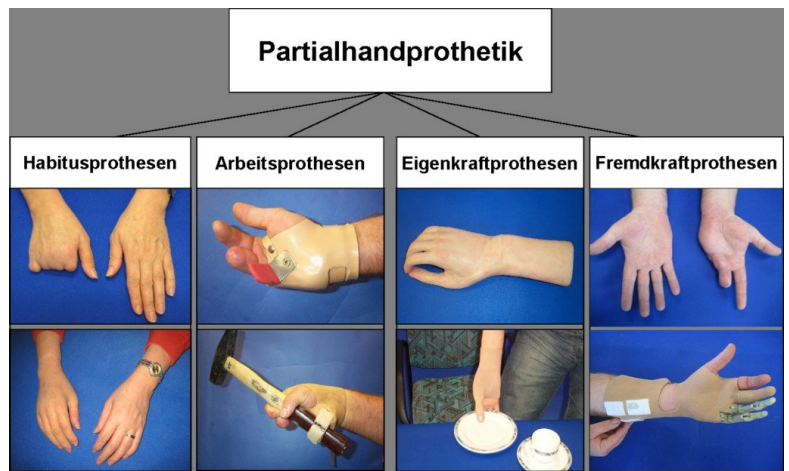 Partialhandprothetik
Habitusprothesen
Arbeitsprothesen
Eigenkraftprothesen
Fremdkraftprothesen